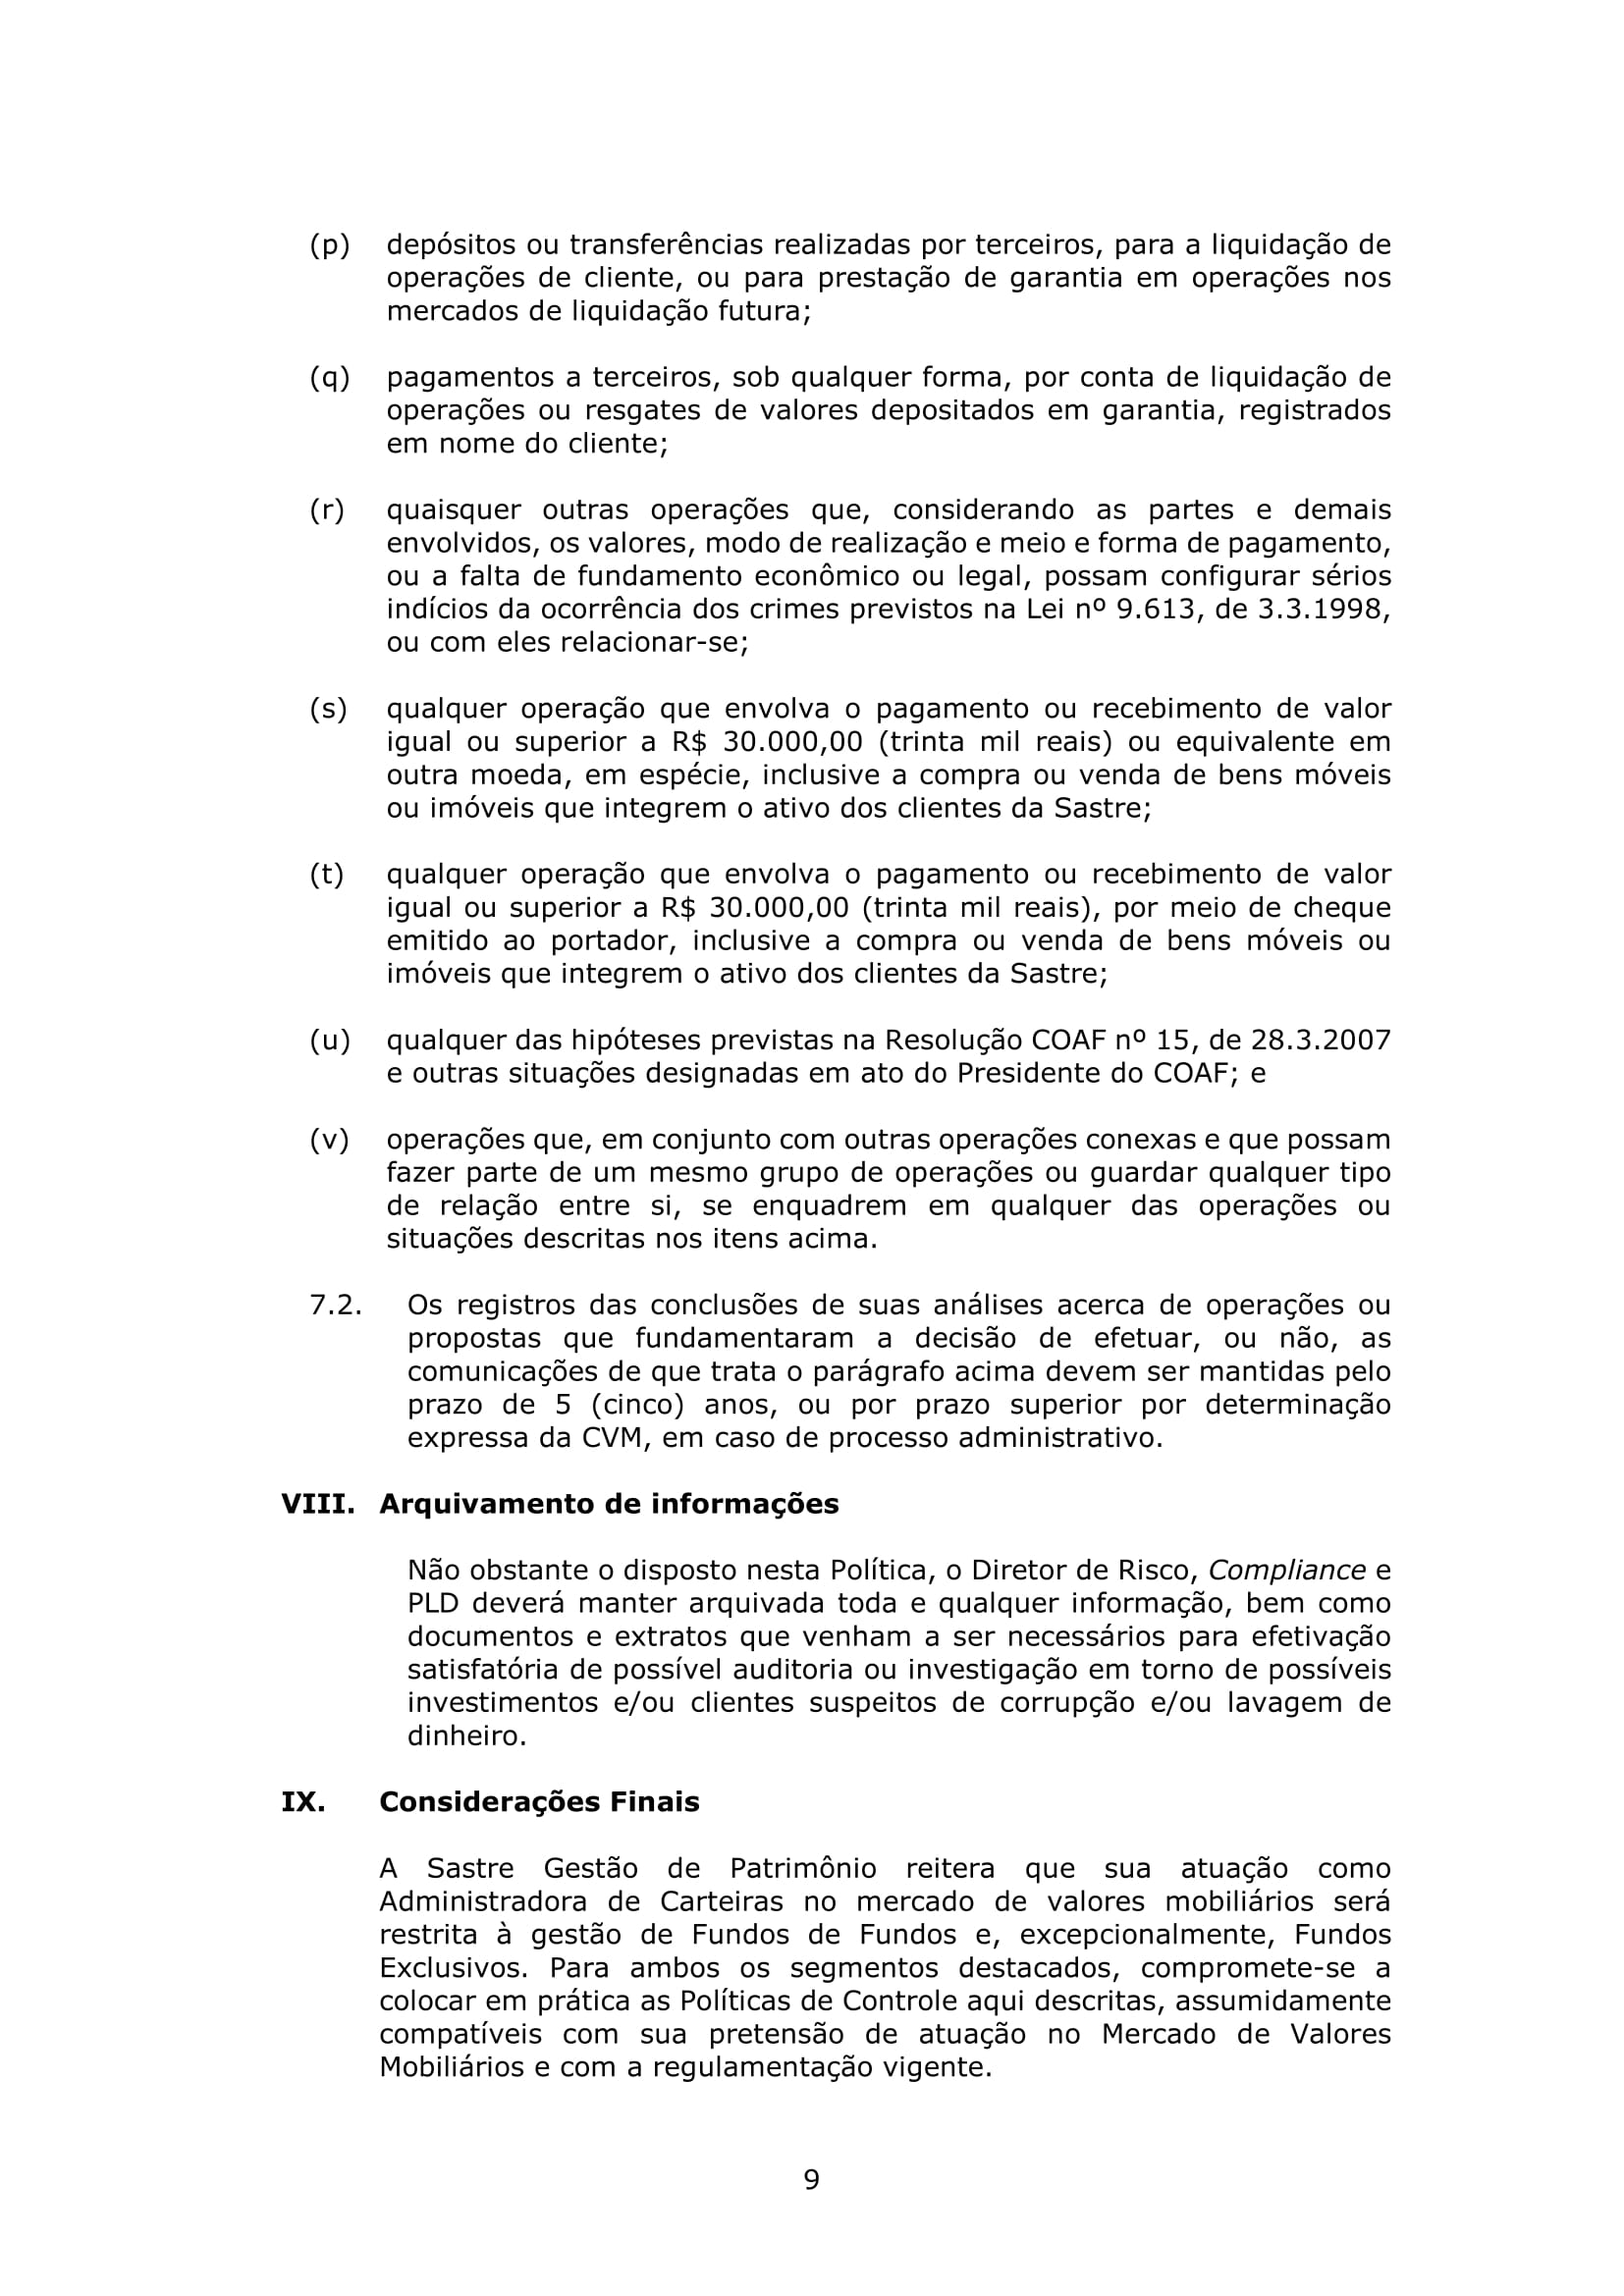 (p) depósitos ou transferências realizadas por terceiros, para a liquidação de
operações de cliente, ou para prestação de garantia em operações nos
mercados de liquidação futura;
(q) pagamentos a terceiros, sob qualquer forma, por conta de liquidação de
operações ou resgates de valores depositados em garantia, registrados
em nome do cliente;
(r) quaisquer outras operações que, considerando as partes e demais
envolvidos, os valores, modo de realização e meio e forma de pagamento,
ou a falta de fundamento econômico ou legal, possam configurar sérios
indícios da ocorrência dos crimes previstos na Lei nº 9.613, de 3.3.1998,
ou com eles relacionar-se;
(s) qualquer operação que envolva o pagamento ou recebimento de valor
igual ou superior a R$ 30.000,00 (trinta mil reais) ou equivalente em
outra moeda, em espécie, inclusive a compra ou venda de bens móveis
ou imóveis que integrem o ativo dos clientes da Sastre;
(t) qualquer operação que envolva o pagamento ou recebimento de valor
igual ou superior a R$ 30.000,00 (trinta mil reais), por meio de cheque
emitido ao portador, inclusive a compra ou venda de bens móveis ou
imóveis que integrem o ativo dos clientes da Sastre;
(u) qualquer das hipóteses previstas na Resolução COAF nº 15, de 28.3.2007
e outras situações designadas em ato do Presidente do COAF; e
(v) operações que, em conjunto com outras operações conexas e que possam
fazer parte de um mesmo grupo de operações ou guardar qualquer tipo
de relação entre si, se enquadrem em qualquer das operações ou
situações descritas nos itens acima.
7.2. Os registros das conclusões de suas análises acerca de operações ou
propostas que fundamentaram a decisão de efetuar, ou não, as
comunicações de que trata o parágrafo acima devem ser mantidas pelo
prazo de 5 (cinco) anos, ou por prazo superior por determinação
expressa da CVM, em caso de processo administrativo.
VIII. Arquivamento de informações
Não obstante o disposto nesta Política, o Diretor de Risco, Compliance e
PLD deverá manter arquivada toda e qualquer informação, bem como
documentos e extratos que venham a ser necessários para efetivação
satisfatória de possível auditoria ou investigação em torno de possíveis
investimentos e/ou clientes suspeitos de corrupção e/ou lavagem de
dinheiro.
IX. Considerações Finais
A Sastre Gestão de Patrimônio reitera que sua atuação como
Administradora de Carteiras no mercado de valores mobiliários será
restrita à gestão de Fundos de Fundos e, excepcionalmente, Fundos
Exclusivos. Para ambos os segmentos destacados, compromete-se a
colocar em prática as Políticas de Controle aqui descritas, assumidamente
compatíveis com sua pretensão de atuação no Mercado de Valores
Mobiliários e com a regulamentação vigente.
9